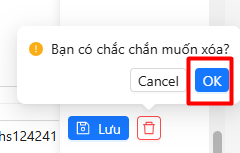 Bạn có chắc chắn muốn xóa?
Cancel OK
hs124241 Lưu